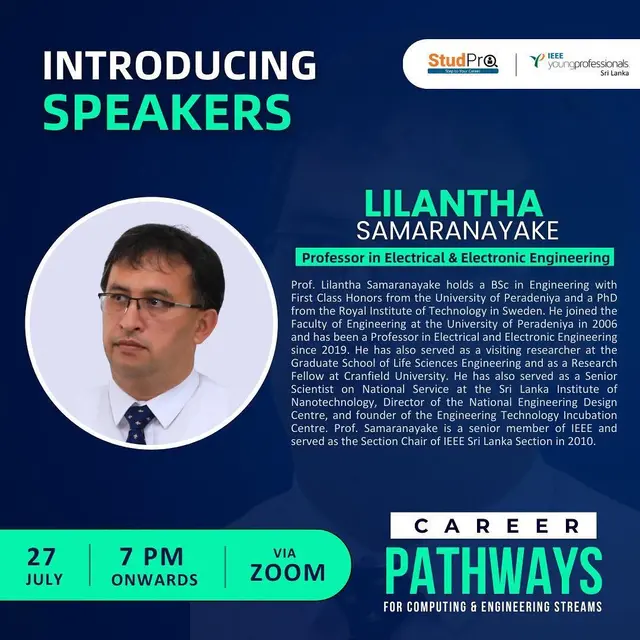 INTRODUCING
SPEAKERS
StudPro
Step to Your Career
IEEE
youngprofessionals
Sri Lanka
LILANTHA
SAMARANAYAKE
Professor in Electrical & Electronic Engineering
Prof. Lilantha Samaranayake holds a BSc in Engineering with
First Class Honors from the University of Peradeniya and a PhD
from the Royal Institute of Technology in Sweden. He joined the
Faculty of Engineering at the University of Peradeniya in 2006
and has been a Professor in Electrical and Electronic Engineering
since 2019. He has also served as a visiting researcher at the
Graduate School of Life Sciences Engineering and as a Research
Fellow at Cranfield University. He has also served as a Senior
Scientist on National Service at the Sri Lanka Institute of
Nanotechnology, Director of the National Engineering Design
Centre, and founder of the Engineering Technology Incubation
Centre. Prof. Samaranayake is a senior member of IEEE and
served as the Section Chair of IEEE Sri Lanka Section in 2010.
27
JULY
7 PM
ONWARDS
VIA
ZOOM
CAREER
PATHWAYS
FOR COMPUTING & ENGINEERING STREAMS